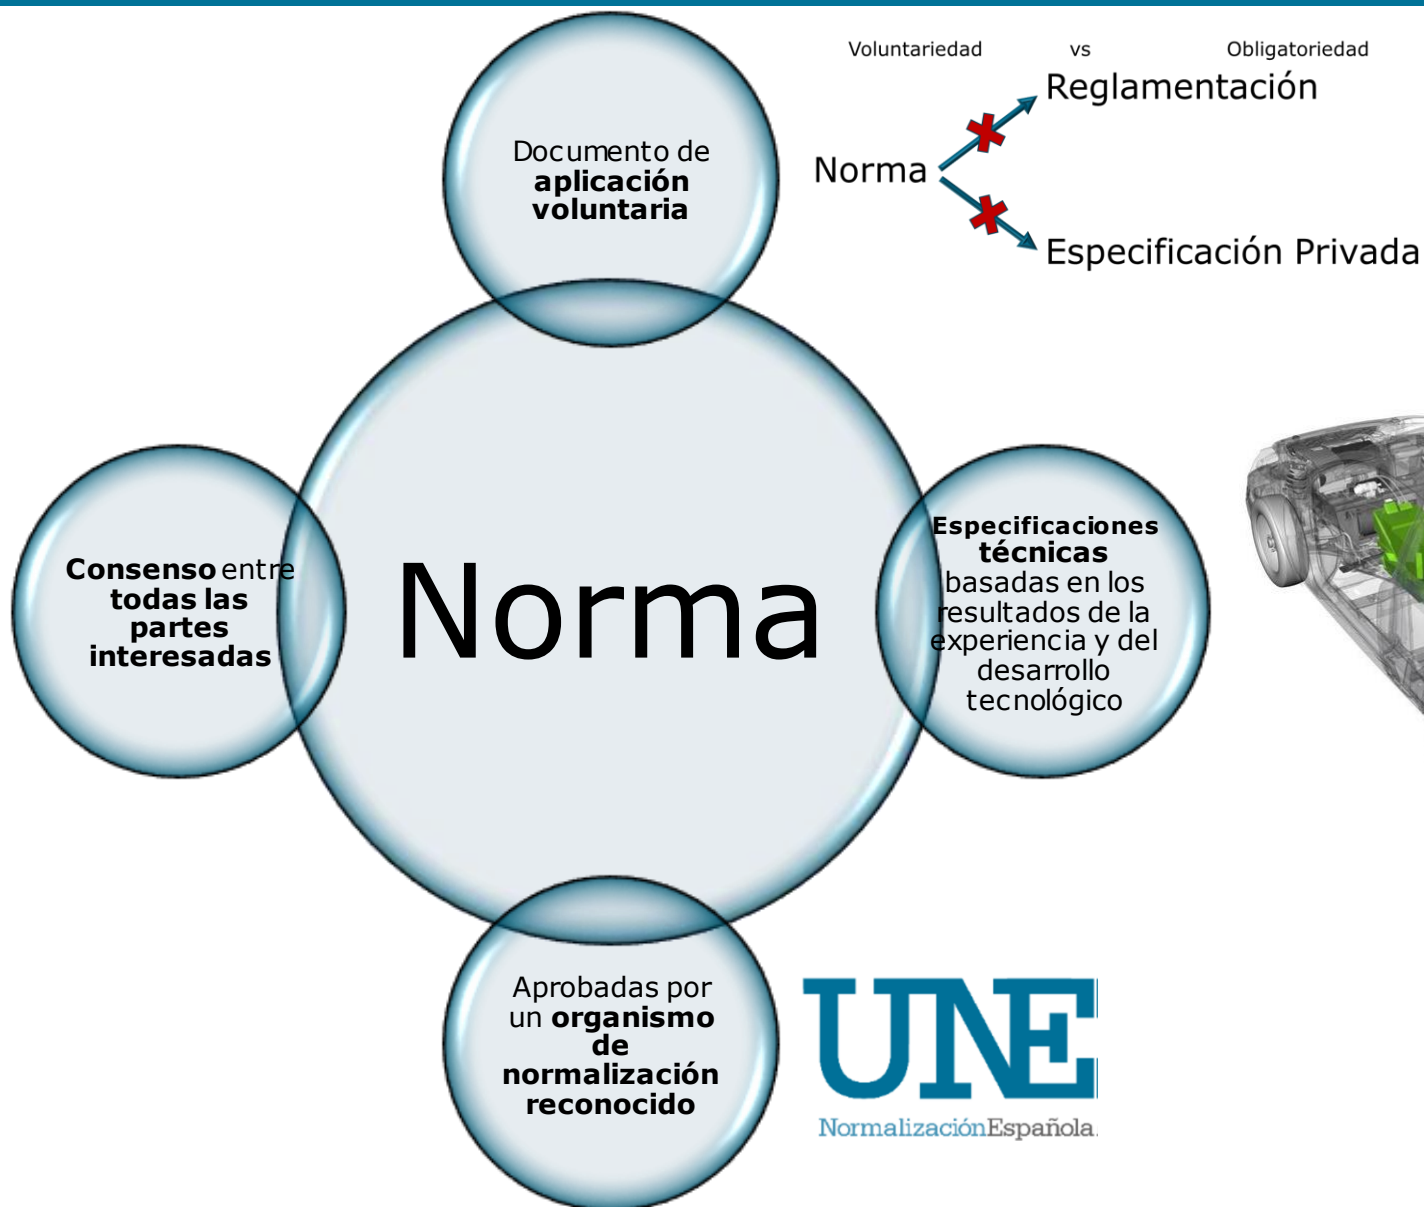 Voluntariedad vs Obligatoriedad
Reglamentación
Norma
Especificación Privada
Documento de
aplicación
voluntaria
Consenso entre
todas las
partes
interesadas
Norma
Especificaciones
técnicas
basadas en los
resultados de la
experiencia y del
desarrollo
tecnológico
Aprobadas por
un organismo
de
normalización
reconocido
UNE
NormalizaciónEspañola